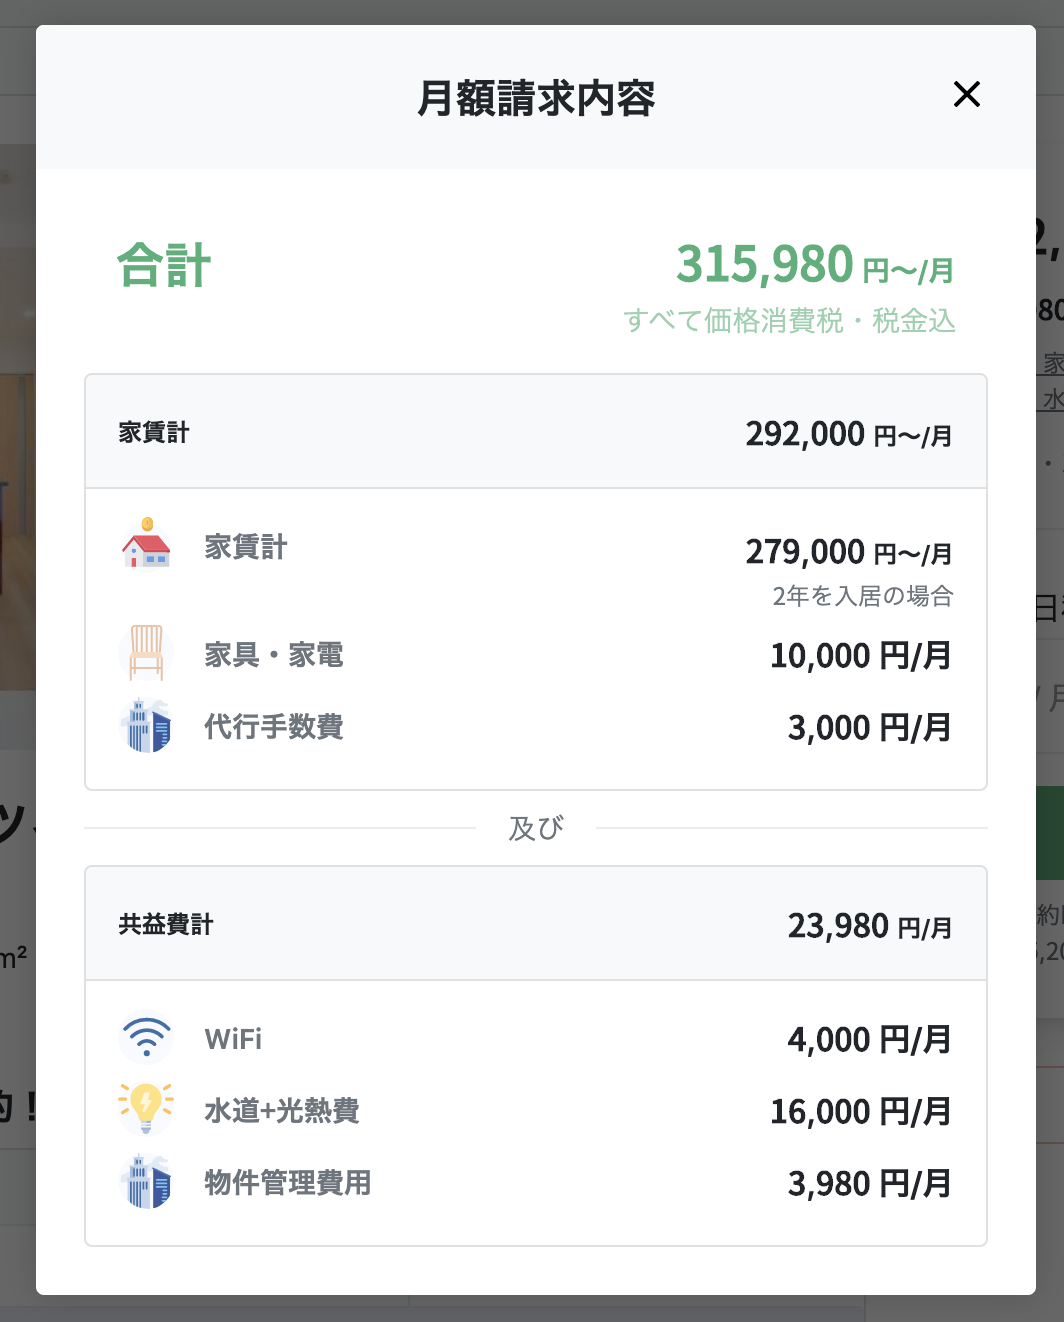 月額請求内容
合計
315,980 円〜/月
すべて価格消費税・税金込
家賃計
292,000 円〜/月
家賃計
279,000 円〜/月
2年を入居の場合
家具・家電
10,000 円/月
代行手数費
3,000 円/月
及び
共益費計
23,980 円/月
WiFi
4,000 円/月
水道+光熱費
16,000 円/月
物件管理費用
3,980 円/月
m²